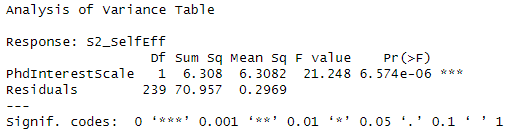 Analysis of Variance Table
Response: S2_SelfEff
Df Sum Sq Mean Sq F value Pr(>F)
PhdInterestScale 1 6.308 6.3082 21.248 6.574e-06 ***
Residuals 239 70.957 0.2969
---
Signif. codes: 0 ‘***’ 0.001 ‘**’ 0.01 ‘*’ 0.05 ‘.’ 0.1 ‘ ’ 1